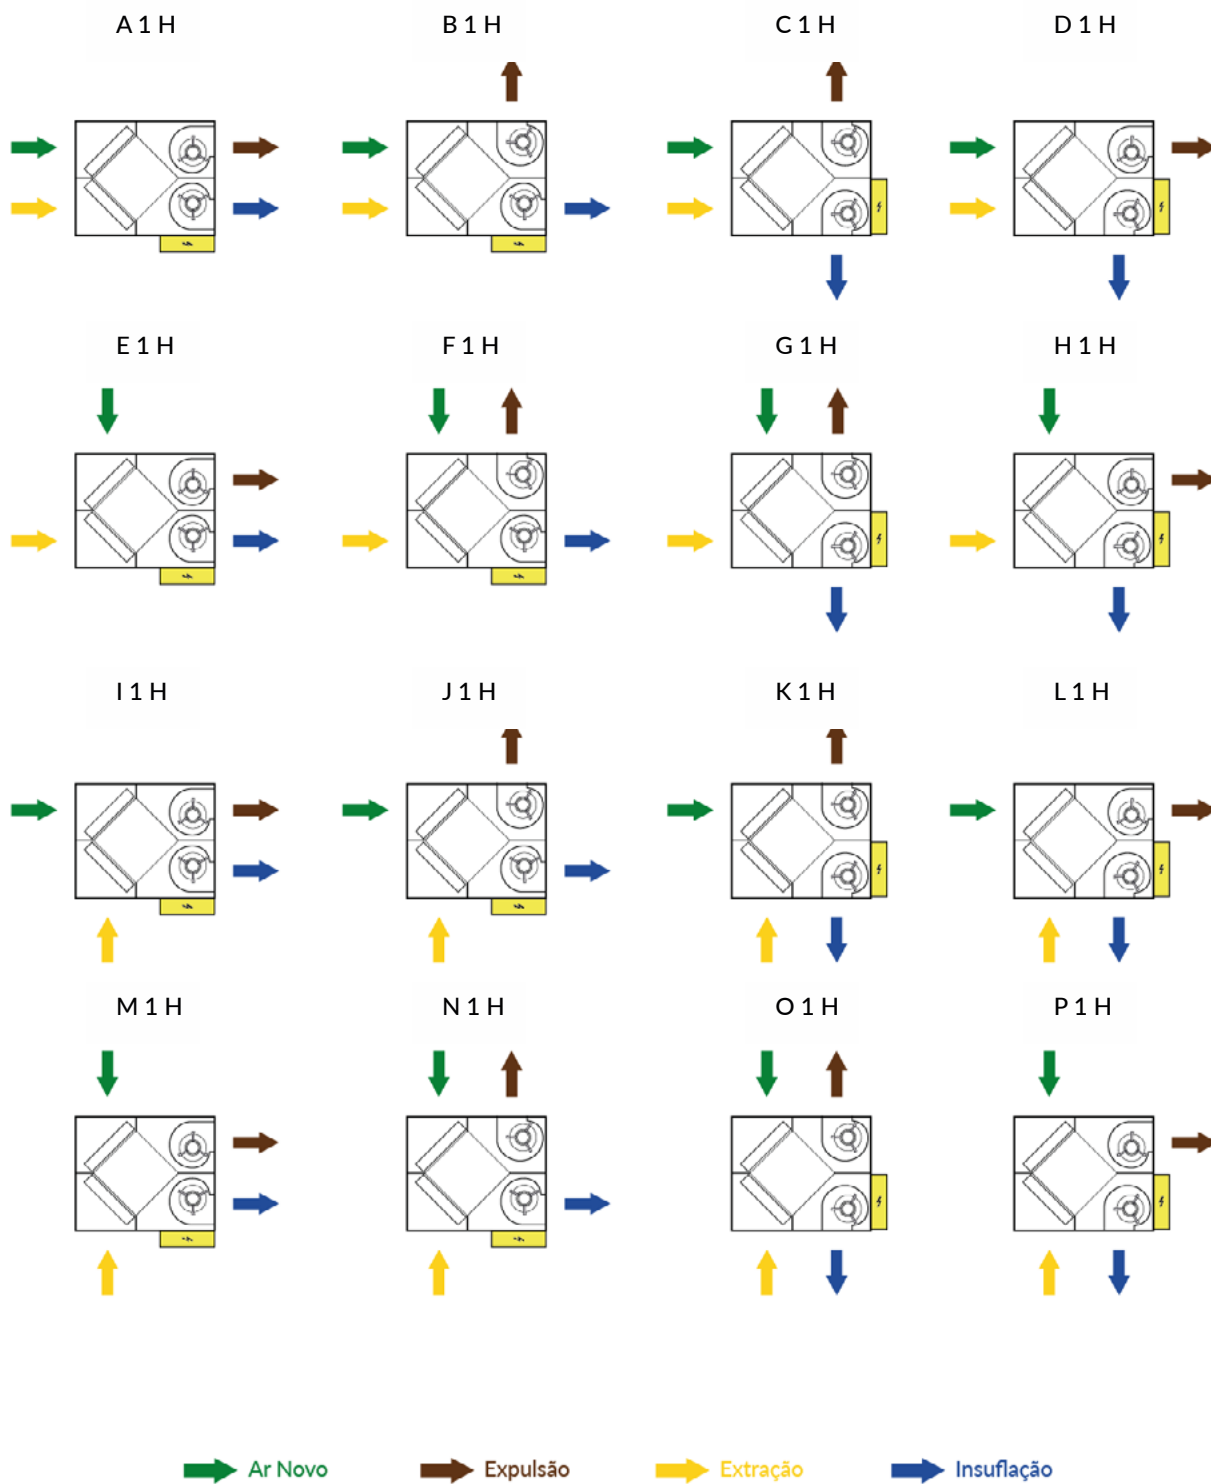 A 1 H B 1 H C 1 H D 1 H
E 1 H F 1 H G 1 H H 1 H
I 1 H J 1 H K 1 H L 1 H
M 1 H N 1 H O 1 H P 1 H
Ar Novo Expulsão Extração Insuflação